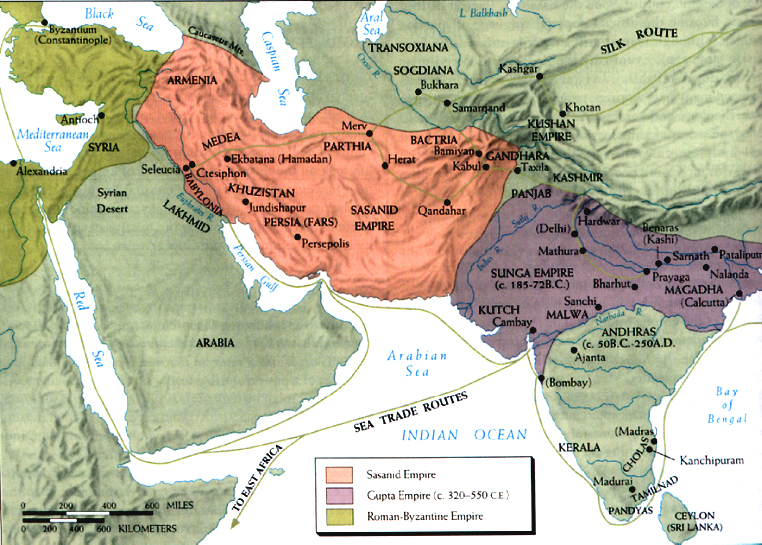 Black
Sea
Byzantium
(Constantinople)
Caucasus Mts.
Caspian
Sea
Aral
Sea
L. Balkhash
TRANSOXIANA
Oxus R.
SOGDIANA
Bukhara
Samarqand
Kashgar
SILK ROUTE
Khotan
KUSHAN
EMPIRE
ARMENIA
Antioch
Mediterranean
Sea
SYRIA
Alexandria
MEDEA
Ekbatana (Hamadan)
Seleucia
Ctesiphon
BABYLONIA
KHUZISTAN
Jundishapur
PERSIA (FARS)
Persepolis
Merv
PARTHIA
Herat
BACTRIA
Bamiyan
Kabul
GANDHARA
Taxila
KASHMIR
PANJAB
SASANID
EMPIRE
Qandahar
Syrian
Desert
Euphrates R.
LAKHMID
Persian Gulf
Red
Sea
ARABIA
Indus R.
Sutlej R.
Hardwar
(Delhi)
Mathura
Benaras
(Kashi)
Sarnath
Pataliputr
Prayaga
Nalanda
MAGADHA
(Calcutta)
Bharhut
SUNGA EMPIRE
(c. 185-72B.C.)
Sanchi
MALWA
KUTCH
Cambay
Narbada R.
ANDHRAS
(c. 50B.C.-250A.D.
Ajanta
(Bombay)
Arabian
Sea
SEA TRADE ROUTES
INDIAN OCEAN
Bay
of
Bengal
TO EAST AFRICA
KERALA
(Madras)
CHOLAS
Kanchipuram
Madurai
TAMILNAD
PANDYAS
CEYLON
(SRI LANKA)
Sasanid Empire
Gupta Empire (c. 320–550 C.E.)
Roman-Byzantine Empire
0 200 400 600 MILES
0 200 400 600 KILOMETERS